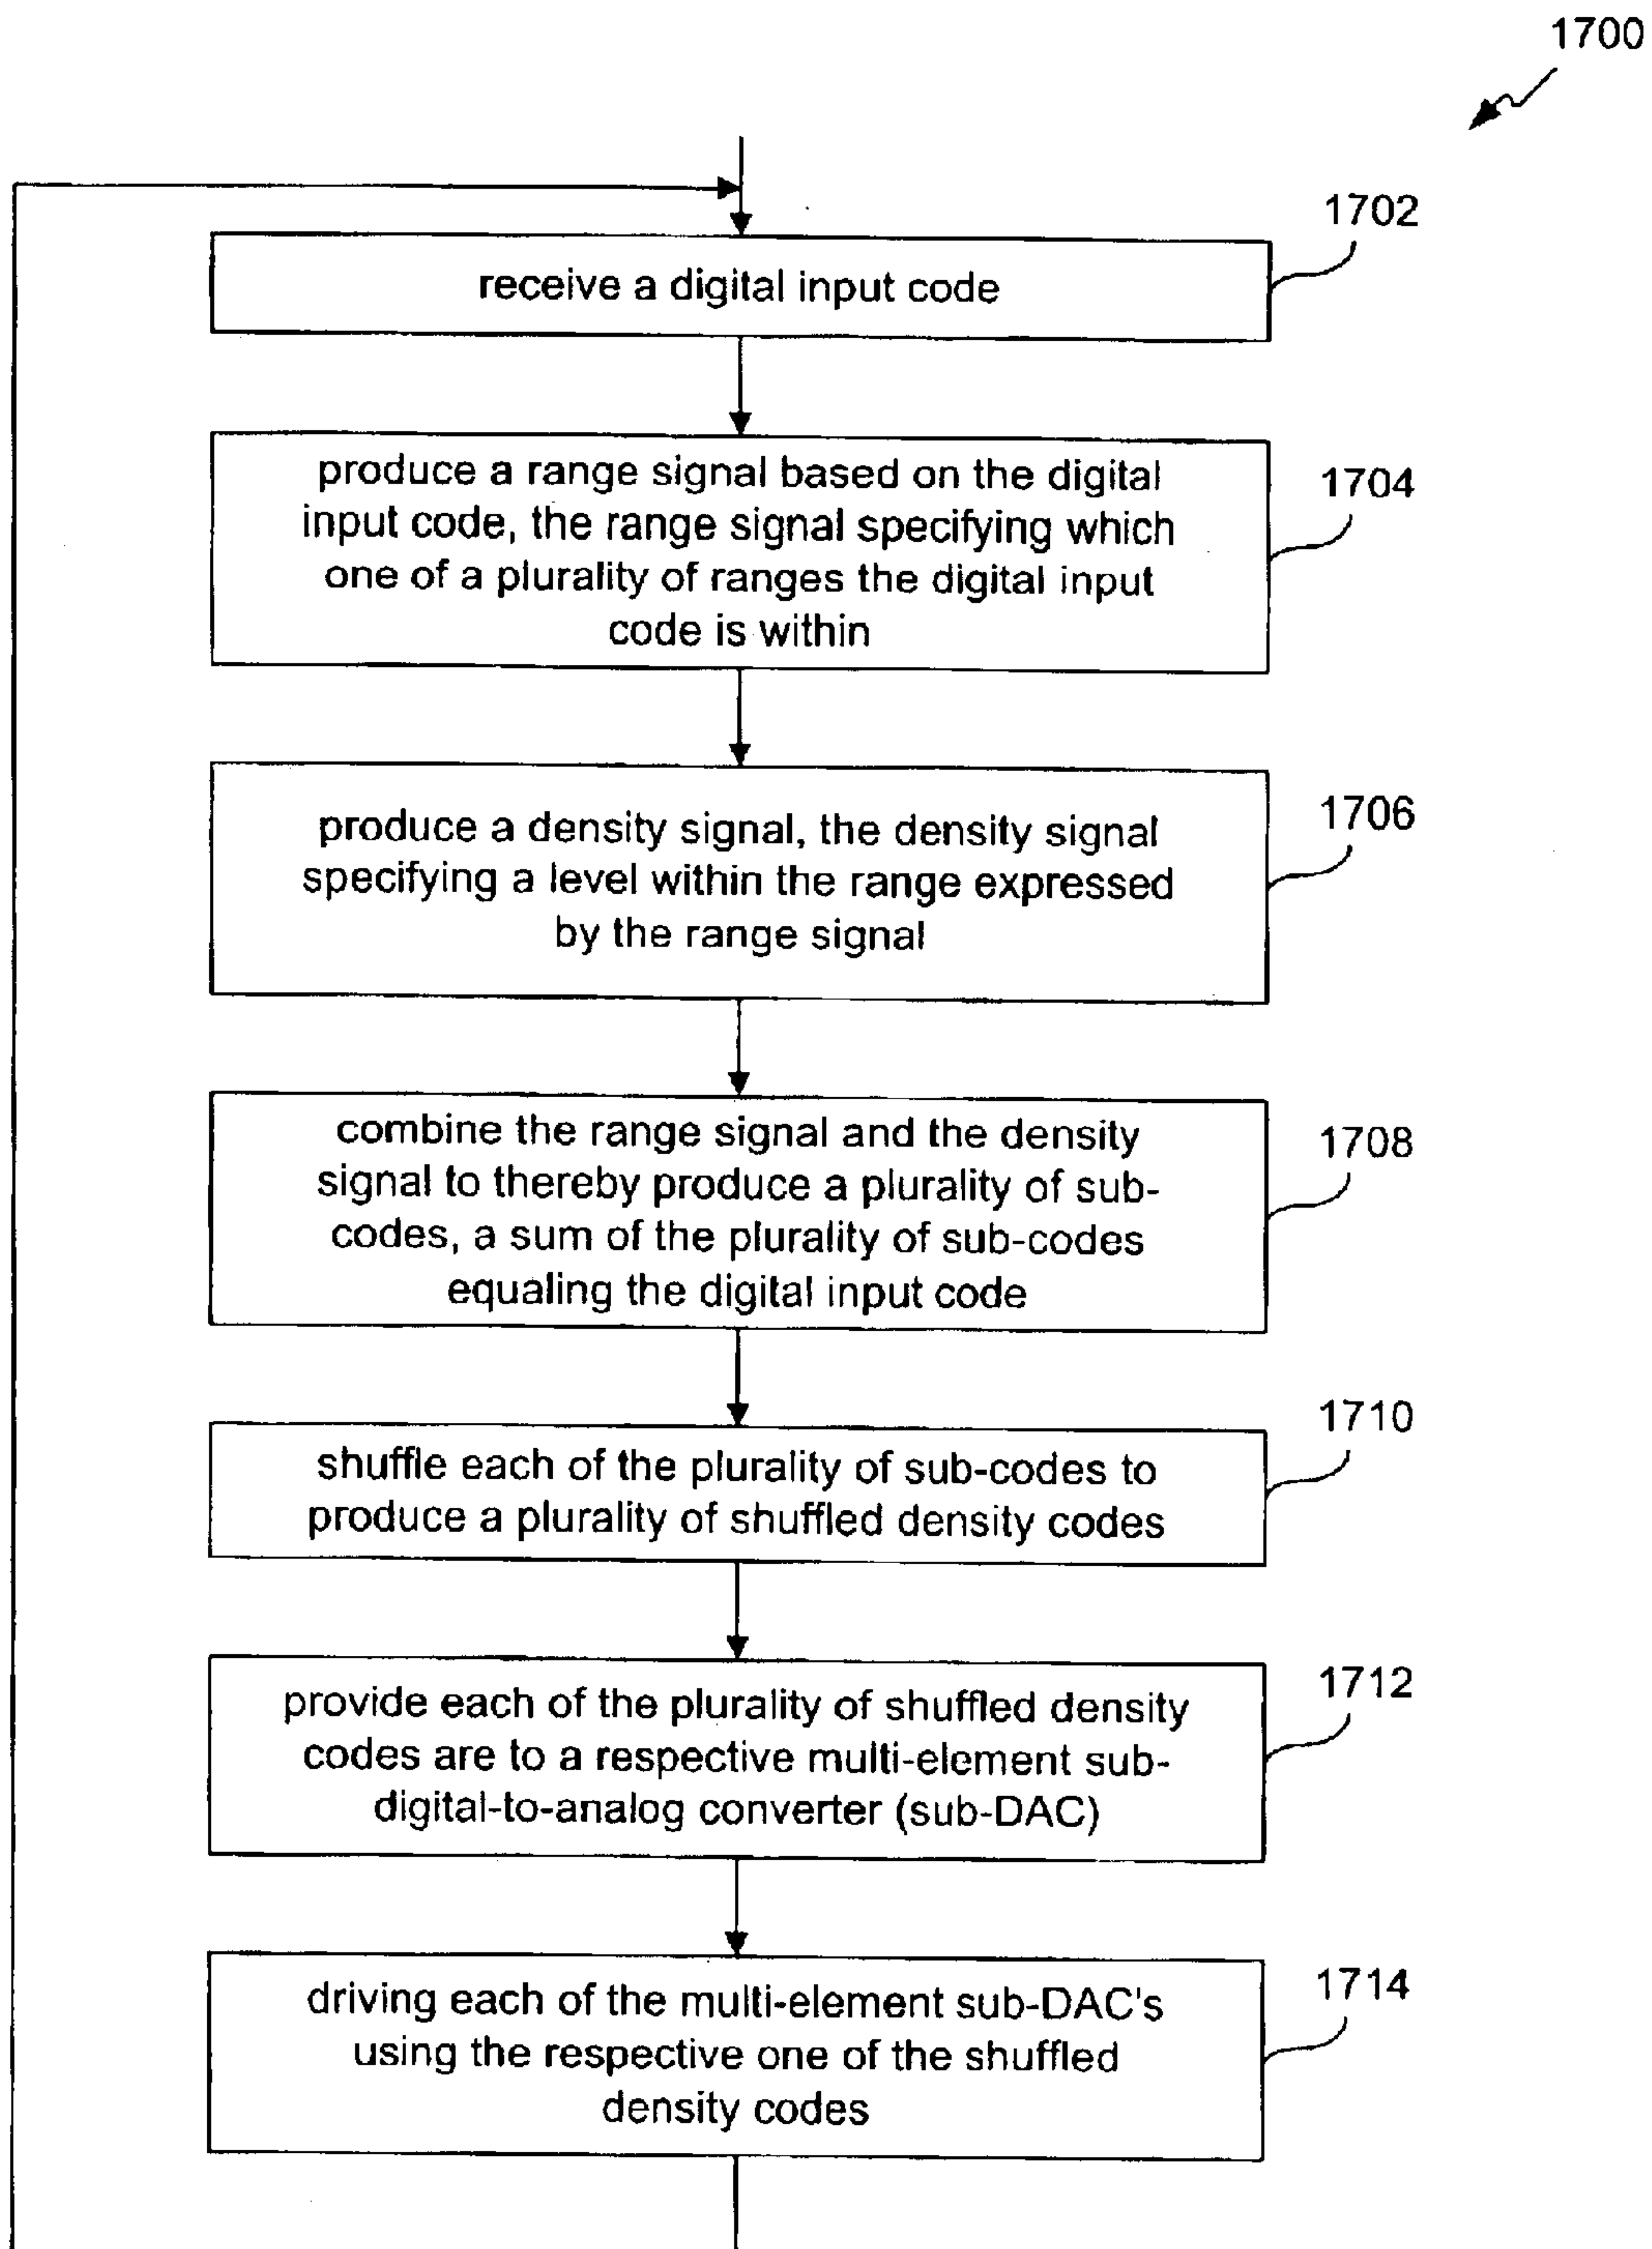 1700
1702
receive a digital input code
produce a range signal based on the digital
input code, the range signal specifying which
one of a plurality of ranges the digital input
code is within
1704
produce a density signal, the density signal
specifying a level within the range expressed
by the range signal
1706
combine the range signal and the density
signal to thereby produce a plurality of sub-
codes, a sum of the plurality of sub-codes
equaling the digital input code
1708
shuffle each of the plurality of sub-codes to
produce a plurality of shuffled density codes
1710
provide each of the plurality of shuffled density
codes are to a respective multi-element sub-
digital-to-analog converter (sub-DAC)
1712
driving each of the multi-element sub-DAC's
using the respective one of the shuffled
density codes
1714